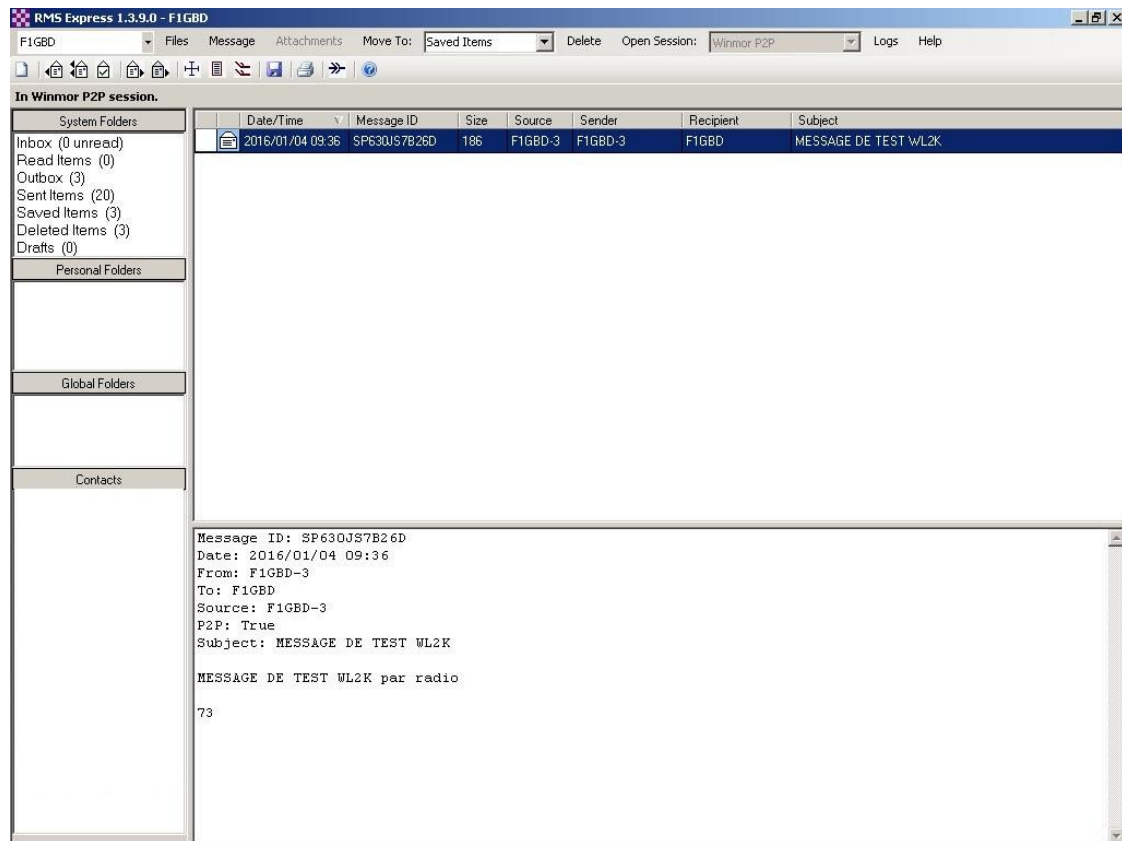 RMS Express 1.3.9.0 - F1GBD
F1GBD Files Message Attachments Move To: Saved Items Delete Open Session: Winmor P2P Logs Help
In Winmor P2P session.
System Folders
Inbox (0 unread)
Read Items (0)
Outbox (3)
Sent Items (20)
Saved Items (3)
Deleted Items (3)
Drafts (0)
Personal Folders
Global Folders
Contacts
Date/Time Message ID Size Source Sender Recipient Subject
2016/01/04 09:36 SP63OJS7B26D 186 F1GBD-3 F1GBD-3 F1GBD MESSAGE DE TEST WL2K
Message ID: SP63OJS7B26D
Date: 2016/01/04 09:36
From: F1GBD-3
To: F1GBD
Source: F1GBD-3
P2P: True
Subject: MESSAGE DE TEST WL2K
MESSAGE DE TEST WL2K par radio
73